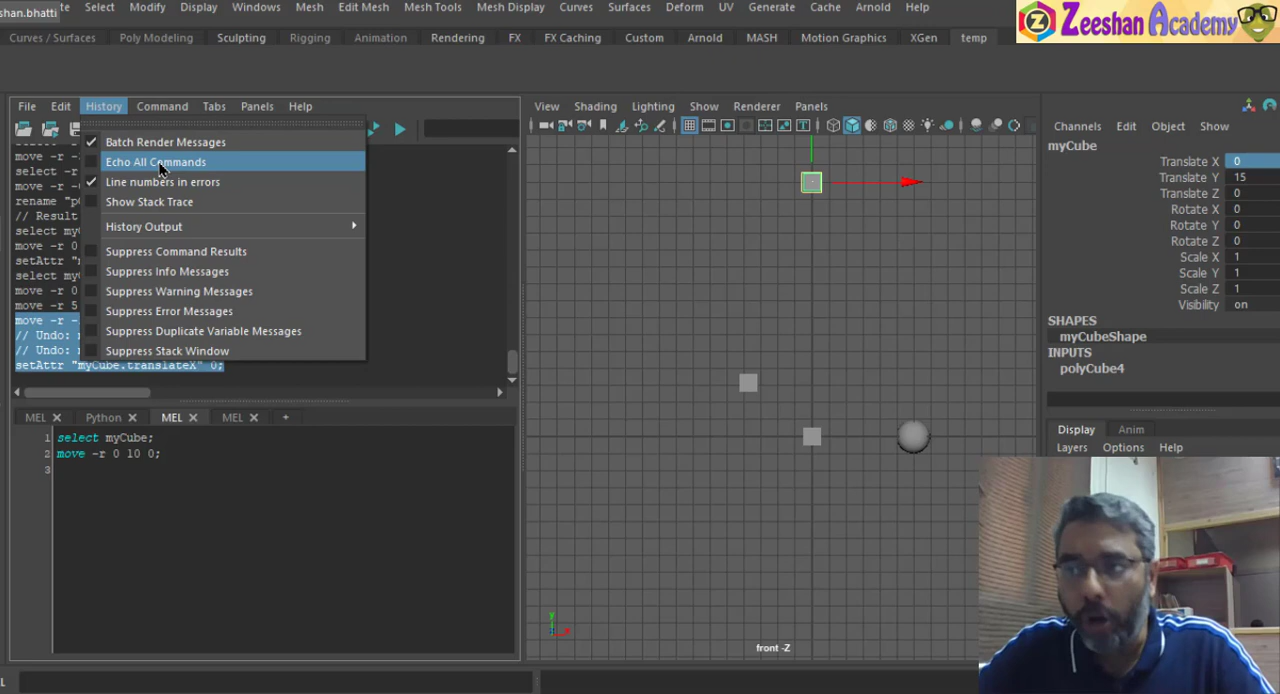 shan.bhatti
Select Modify Display Windows Mesh Edit Mesh Mesh Tools Mesh Display Curves Surfaces Deform UV Generate Cache Arnold Help
Zeeshan Academy
Curves / Surfaces Poly Modeling Sculpting Rigging Animation Rendering FX FX Caching Custom Arnold MASH Motion Graphics XGen temp
File Edit History Command Tabs Panels Help
View Shading Lighting Show Renderer Panels
Channels Edit Object Show
myCube
Translate X 0
Translate Y 15
Translate Z 0
Rotate X 0
Rotate Y 0
Rotate Z 0
Scale X 1
Scale Y 1
Scale Z 1
Visibility on
SHAPES
myCubeShape
INPUTS
polyCube4
Display Anim
Layers Options Help
Batch Render Messages
Echo All Commands
Line numbers in errors
Show Stack Trace
History Output
Suppress Command Results
Suppress Info Messages
Suppress Warning Messages
Suppress Error Messages
Suppress Duplicate Variable Messages
Suppress Stack Window
move -r -
select -r
move -r -
rename "p
// Result
select my
move -r 0
setAttr "
select my
move -r 0
move -r 5
move -r -
// Undo:
// Undo:
setAttr "myCube.translateX" 0;
MEL Python MEL MEL +
1 select myCube;
2 move -r 0 10 0;
3
y
front -Z